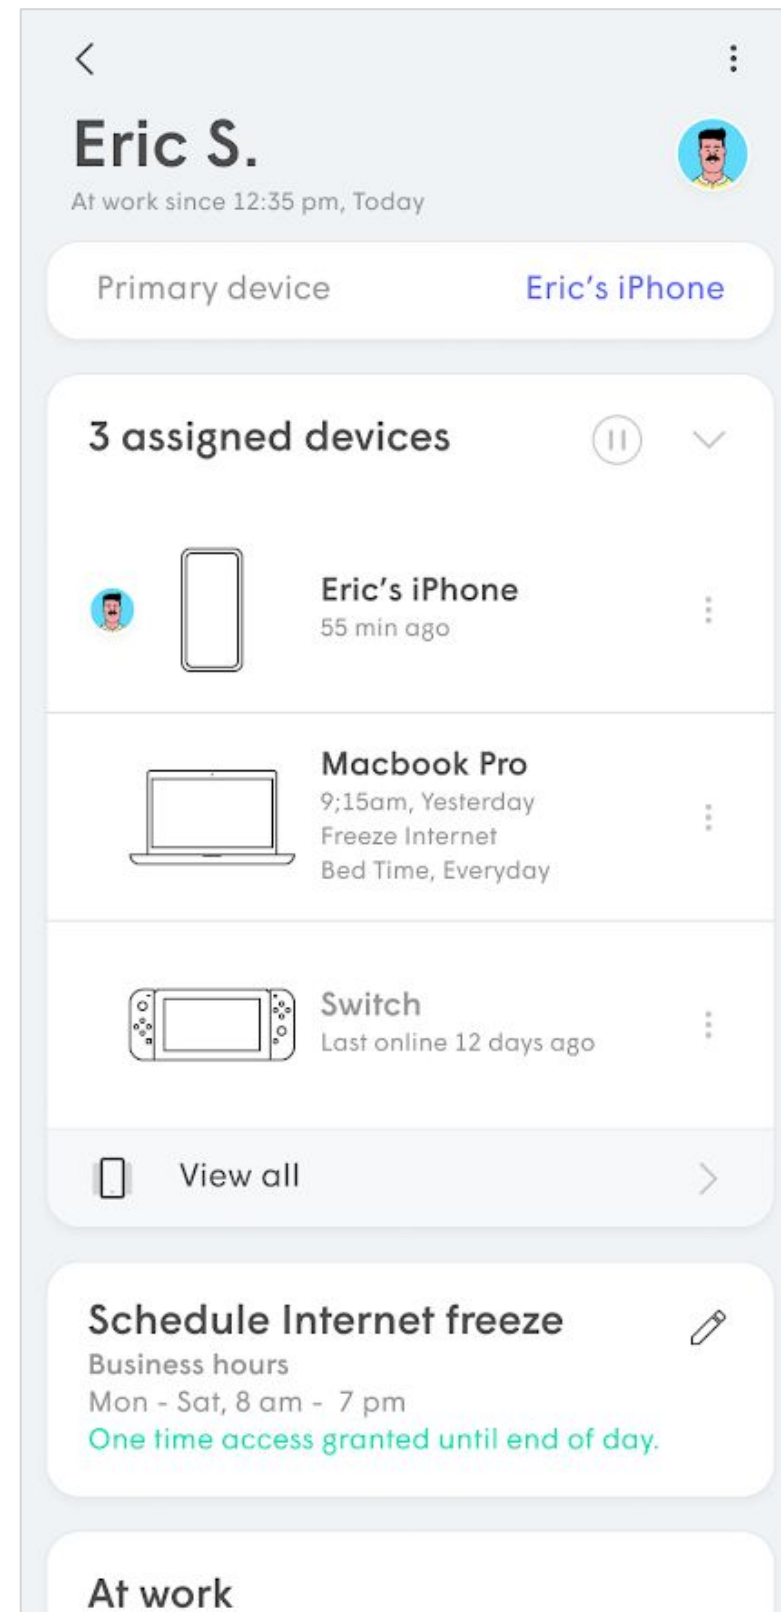 Eric S.
At work since 12:35 pm, Today
Primary device
Eric's iPhone
3 assigned devices
Eric's iPhone
55 min ago
Macbook Pro
9;15am, Yesterday
Freeze Internet
Bed Time, Everyday
Switch
Last online 12 days ago
View all
Schedule Internet freeze
Business hours
Mon - Sat, 8 am - 7 pm
One time access granted until end of day.
At work